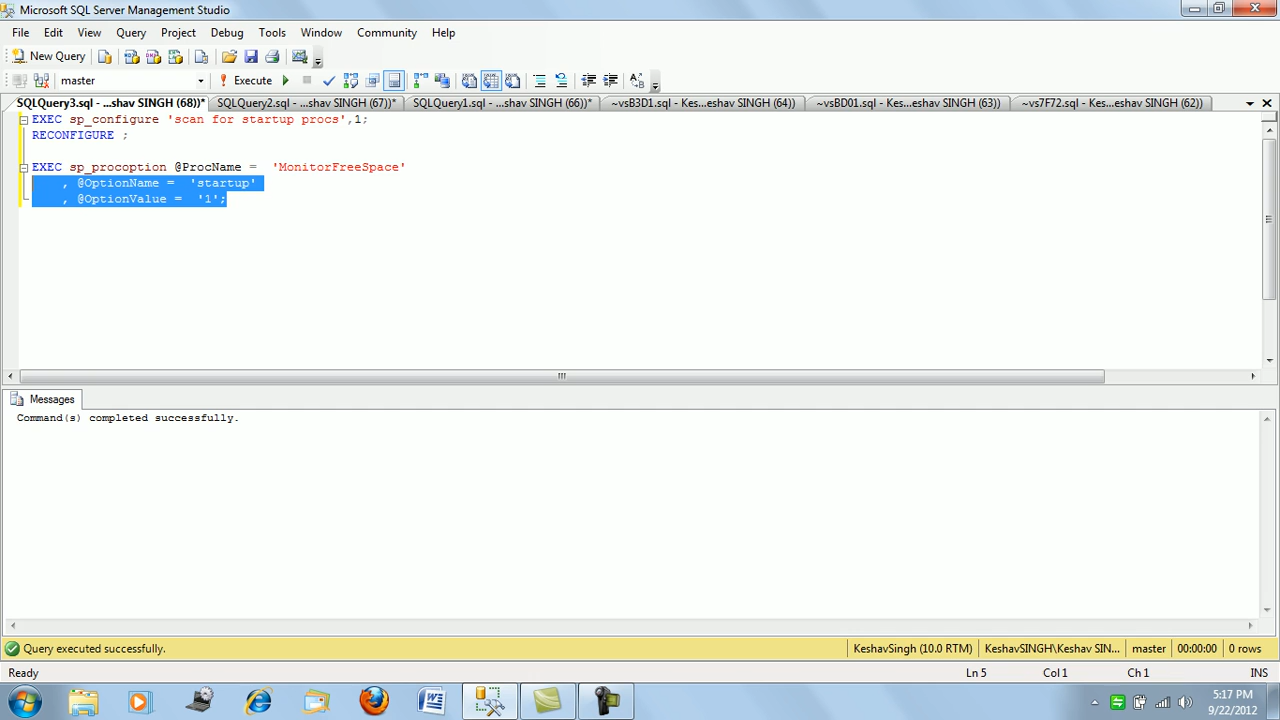 Microsoft SQL Server Management Studio
File Edit View Query Project Debug Tools Window Community Help
New Query
master Execute
SQLQuery3.sql - ...shav SINGH (68))* SQLQuery2.sql - ...shav SINGH (67))* SQLQuery1.sql - ...shav SINGH (66))* ~vsB3D1.sql - Kes...eshav SINGH (64)) ~vsBD01.sql - Kes...eshav SINGH (63)) ~vs7F72.sql - Kes...eshav SINGH (62))
EXEC sp_configure 'scan for startup procs',1;
RECONFIGURE ;
EXEC sp_procoption @ProcName = 'MonitorFreeSpace'
, @OptionName = 'startup'
, @OptionValue = '1';
Messages
Command(s) completed successfully.
Query executed successfully. KeshavSingh (10.0 RTM) KeshavSINGH\Keshav SIN... master 00:00:00 0 rows
Ready Ln 5 Col 1 Ch 1 INS
5:17 PM
9/22/2012